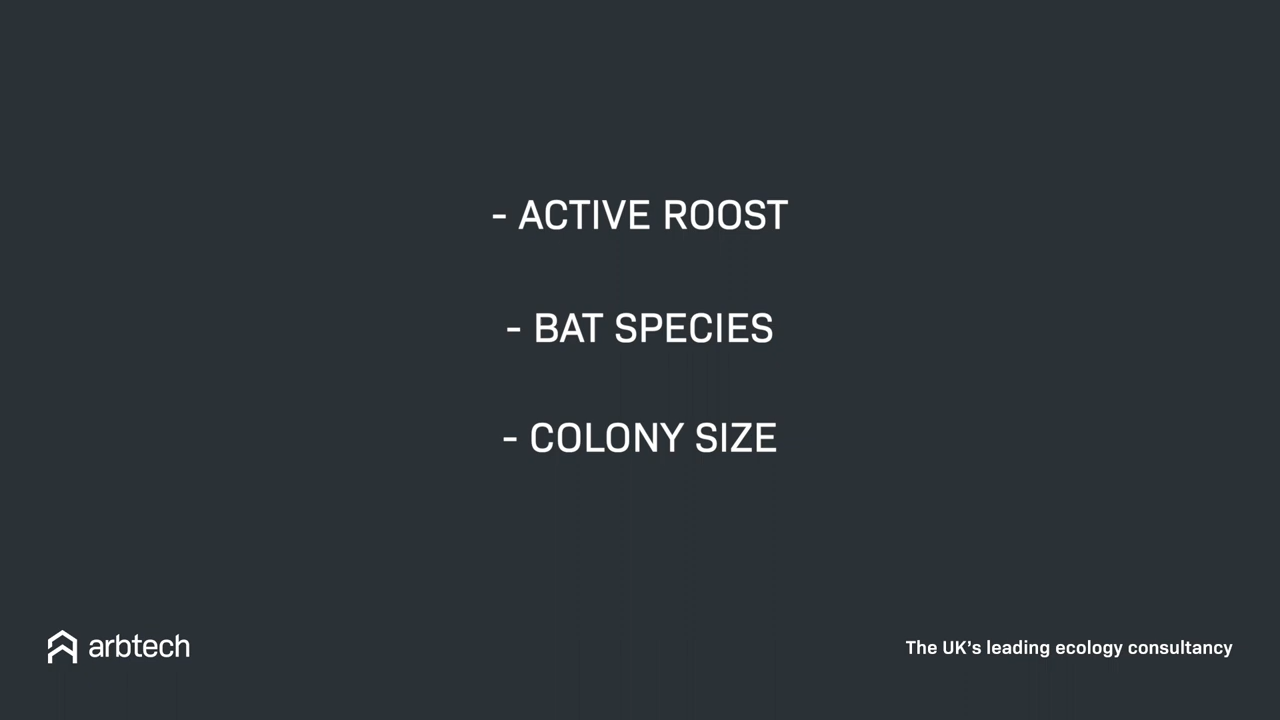 - ACTIVE ROOST
- BAT SPECIES
- COLONY SIZE
arbtech
The UK's leading ecology consultancy